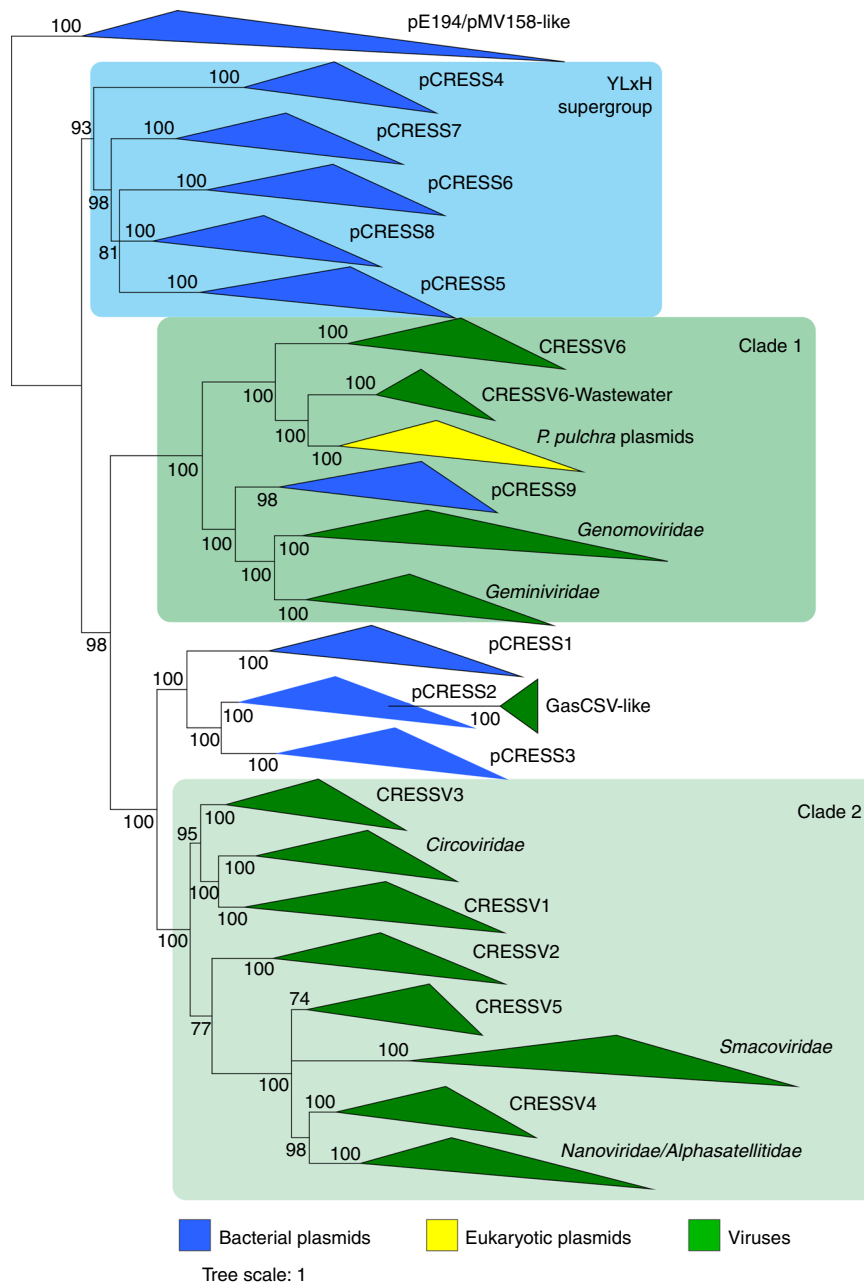 pE194/pMV158-like
100
YLxH
supergroup
100
pCRESS4
93
100
pCRESS7
100
pCRESS6
98
100
pCRESS8
81
100
pCRESS5
100
CRESSV6
Clade 1
100
CRESSV6-Wastewater
100
100
P. pulchra plasmids
100
100
98
pCRESS9
100
Genomoviridae
100
100
Geminiviridae
100
98
pCRESS1
100
100
pCRESS2
GasCSV-like
100
100
100
pCRESS3
100
100
CRESSV3
Clade 2
95
100
Circoviridae
100
100
CRESSV1
100
100
CRESSV2
100
77
74
CRESSV5
100
Smacoviridae
100
100
CRESSV4
98
100
Nanoviridae/Alphasatellitidae
Bacterial plasmids
Eukaryotic plasmids
Viruses
Tree scale: 1